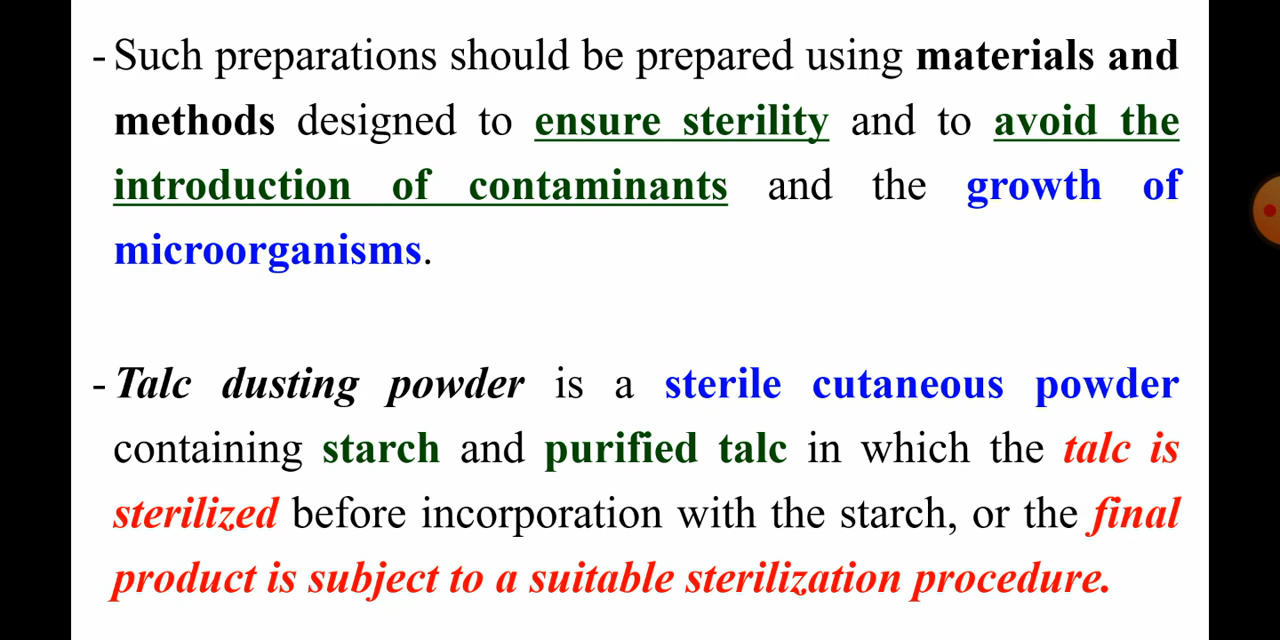 - Such preparations should be prepared using materials and
methods designed to ensure sterility and to avoid the
introduction of contaminants and the growth of
microorganisms.
- Talc dusting powder is a sterile cutaneous powder
containing starch and purified talc in which the talc is
sterilized before incorporation with the starch, or the final
product is subject to a suitable sterilization procedure.